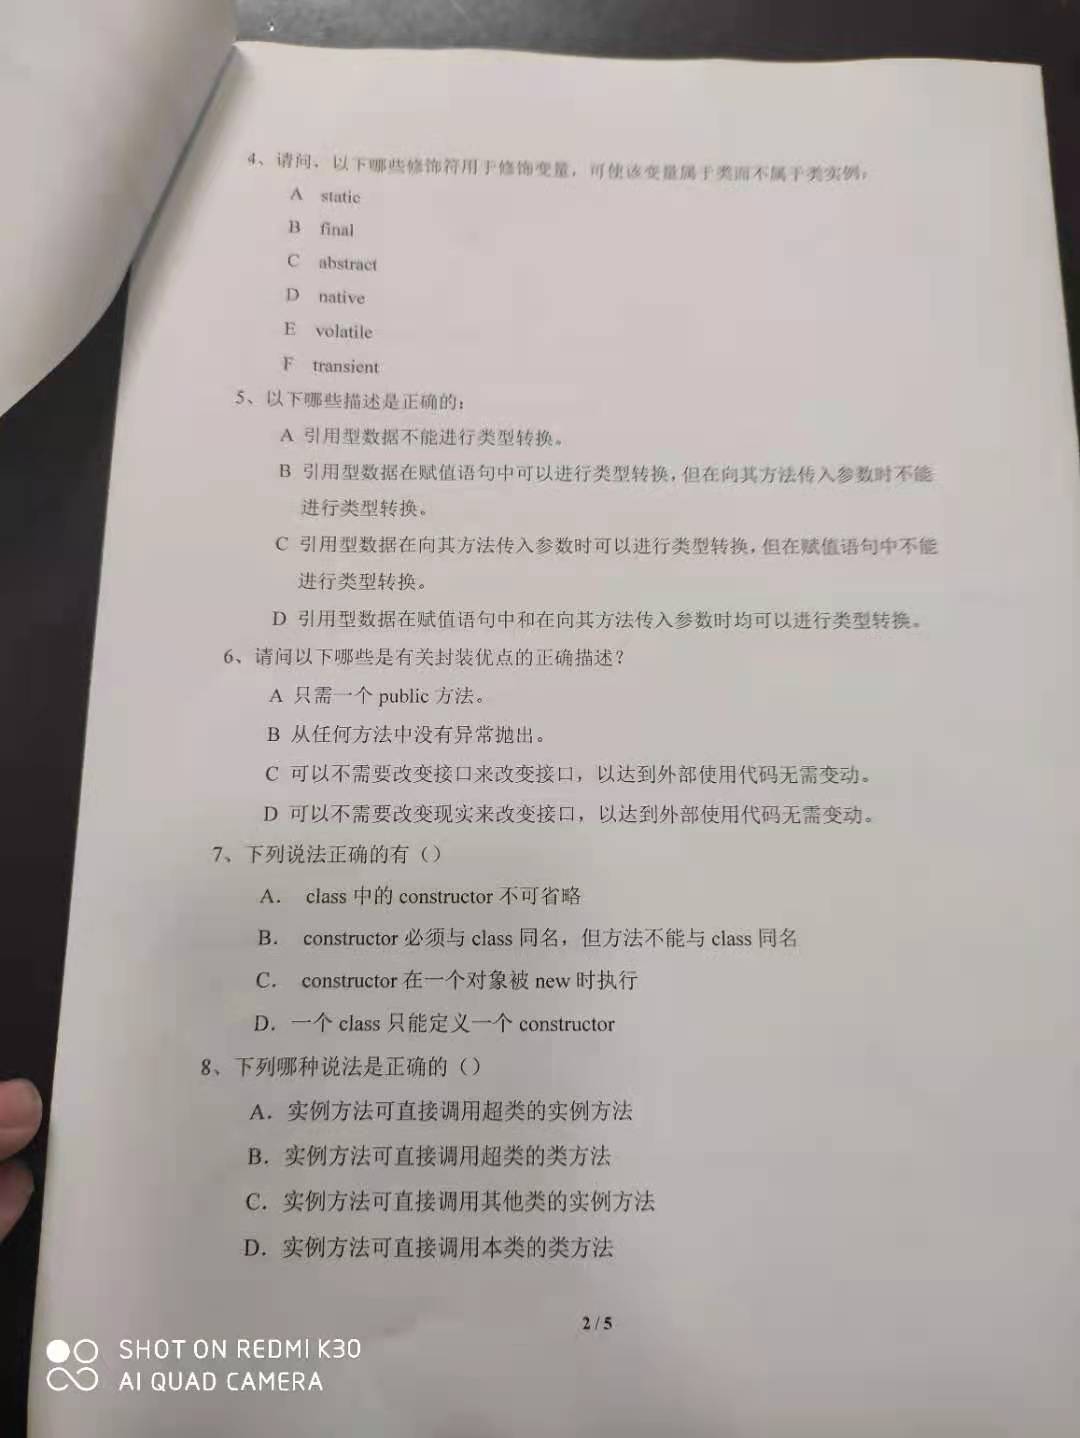 4、请问、以下哪些修饰符用于修饰变量，可使该变量属于类而不属于类实例：
A static
B final
C abstract
D native
E volatile
F transient
5、以下哪些描述是正确的：
A 引用型数据不能进行类型转换。
B 引用型数据在赋值语句中可以进行类型转换，但在向其方法传入参数时不能
进行类型转换。
C 引用型数据在向其方法传入参数时可以进行类型转换，但在赋值语句中不能
进行类型转换。
D 引用型数据在赋值语句中和在向其方法传入参数时均可以进行类型转换。
6、请问以下哪些是有关封装优点的正确描述？
A 只需一个 public 方法。
B 从任何方法中没有异常抛出。
C 可以不需要改变接口来改变接口，以达到外部使用代码无需变动。
D 可以不需要改变现实来改变接口，以达到外部使用代码无需变动。
7、下列说法正确的有（）
A. class 中的 constructor 不可省略
B. constructor 必须与 class 同名，但方法不能与 class 同名
C. constructor 在一个对象被 new 时执行
D. 一个 class 只能定义一个 constructor
8、下列哪种说法是正确的（）
A. 实例方法可直接调用超类的实例方法
B. 实例方法可直接调用超类的类方法
C. 实例方法可直接调用其他类的实例方法
D. 实例方法可直接调用本类的类方法
2 / 5
SHOT ON REDMI K30
AI QUAD CAMERA